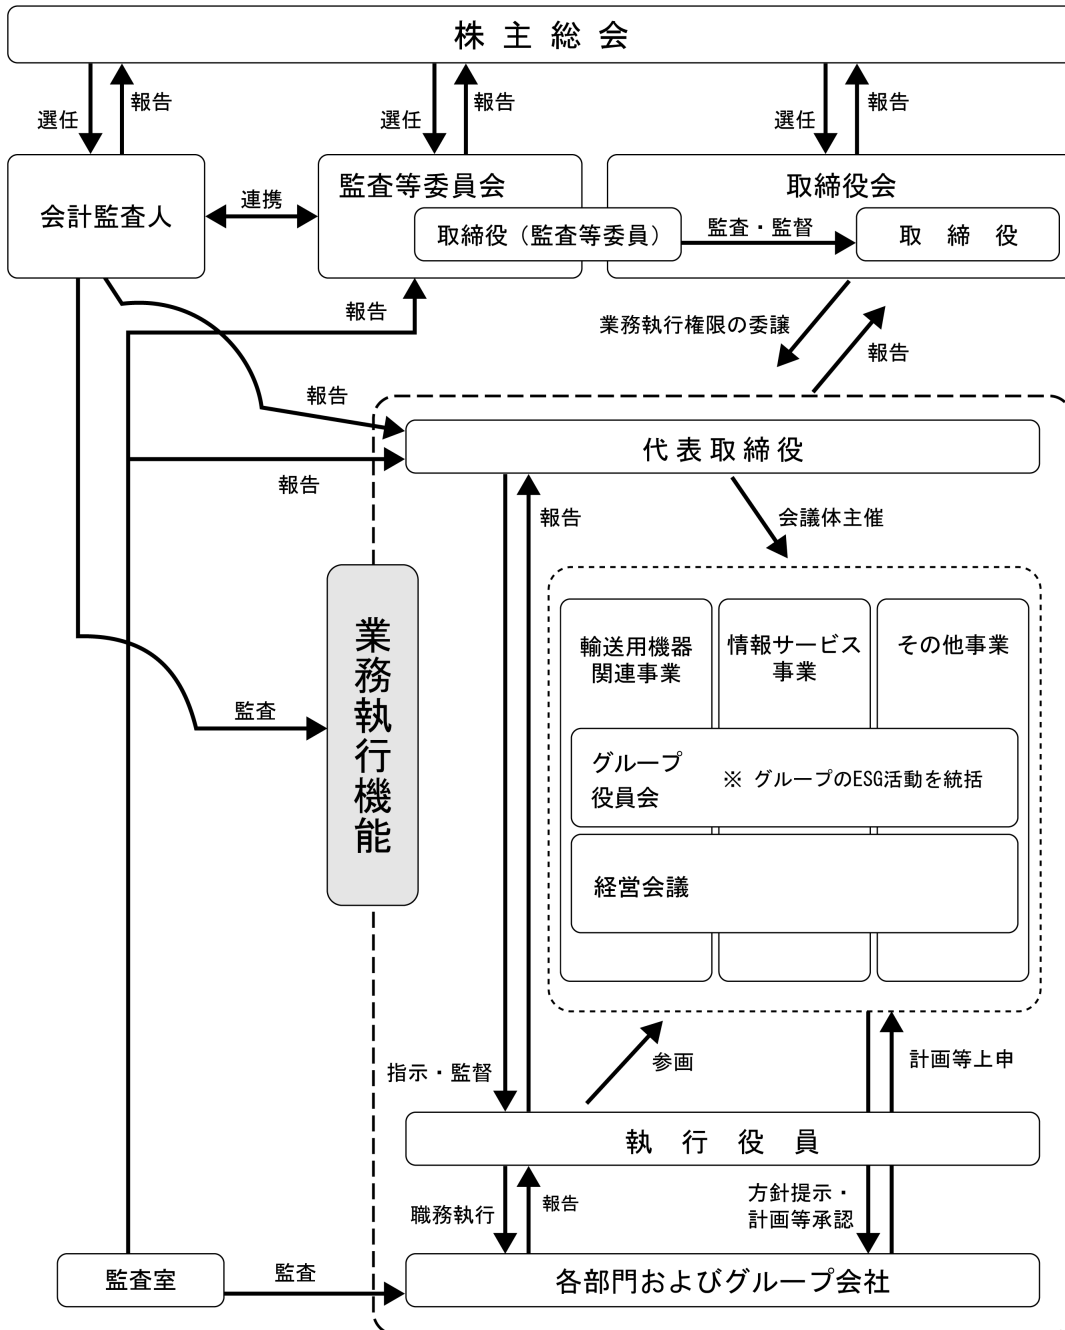 株主総会
選任
報告
選任
報告
選任
報告
会計監査人
連携
監査等委員会
取締役(監査等委員)
取締役会
監査・監督
取締役
報告
業務執行権限の委譲
報告
報告
代表取締役
報告
報告
会議体主催
業務執行機能
輸送用機器
関連事業
情報サービス
事業
その他事業
監査
グループ
役員会
※ グループのESG活動を統括
経営会議
指示・監督
参画
計画等上申
執行役員
職務執行
報告
方針提示・
計画等承認
監査室
監査
各部門およびグループ会社